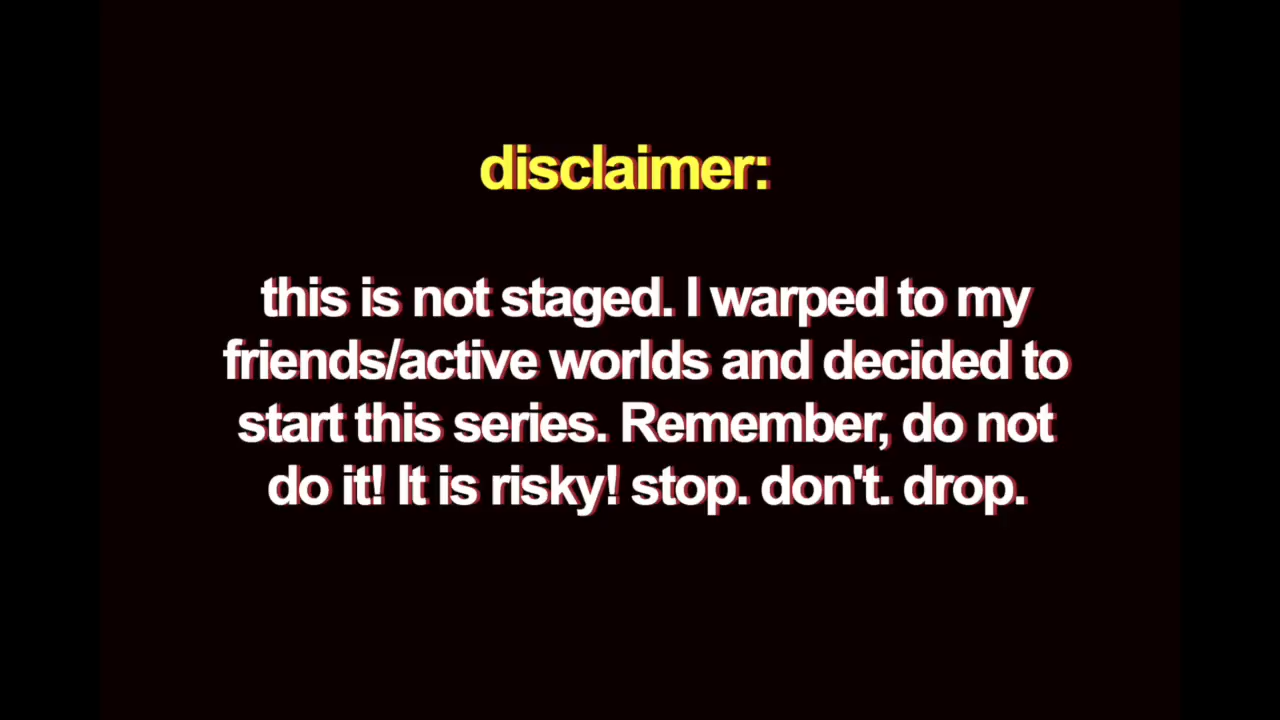 disclaimer:
this is not staged. I warped to my
friends/active worlds and decided to
start this series. Remember, do not
do it! It is risky! stop. don't. drop.